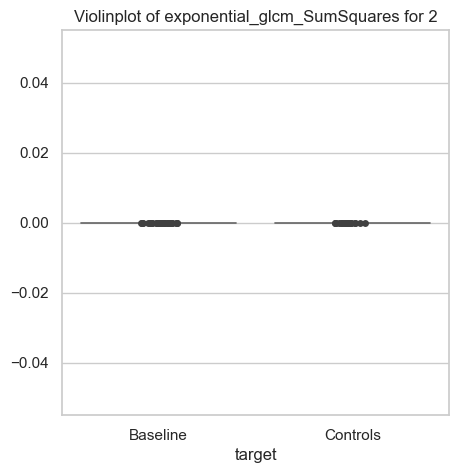 Violinplot of exponential_glcm_SumSquares for 2
0.04
0.02
0.00
−0.02
−0.04
Baseline
Controls
target